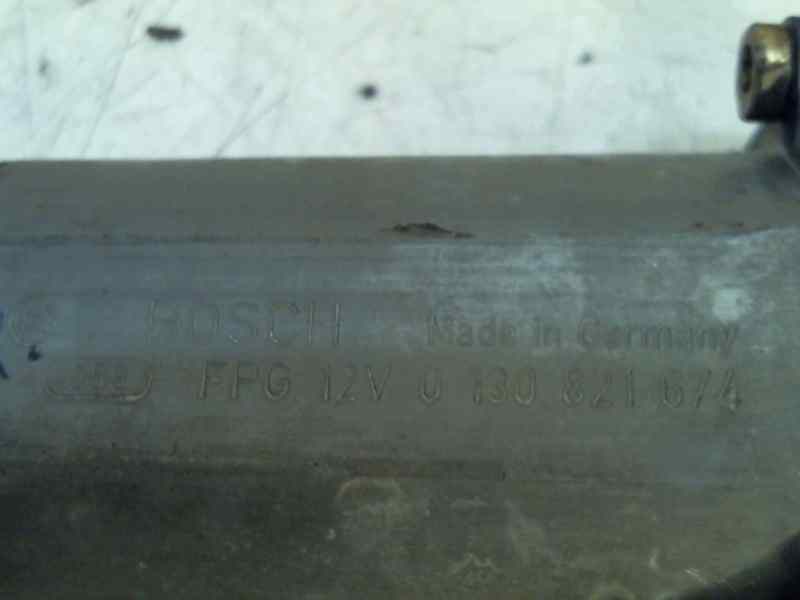 BOSCH Made in Germany
FPG 12V 0 130 821 674